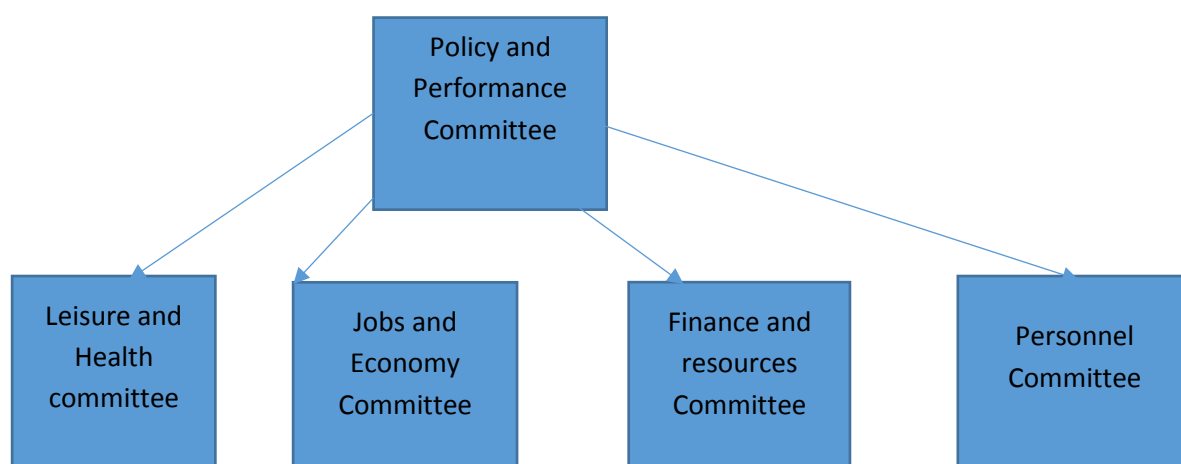 Policy and
Performance
Committee
Leisure and
Health
committee
Jobs and
Economy
Committee
Finance and
resources
Committee
Personnel
Committee